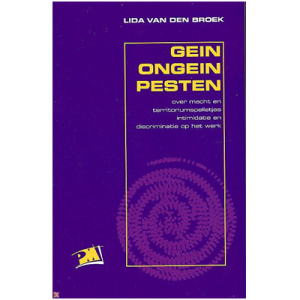 LIDA VAN DEN BROEK
GEIN
ONGEIN
PESTEN
over macht en
territoriumspelletjes
intimidatie en
discriminatie op het werk
PM